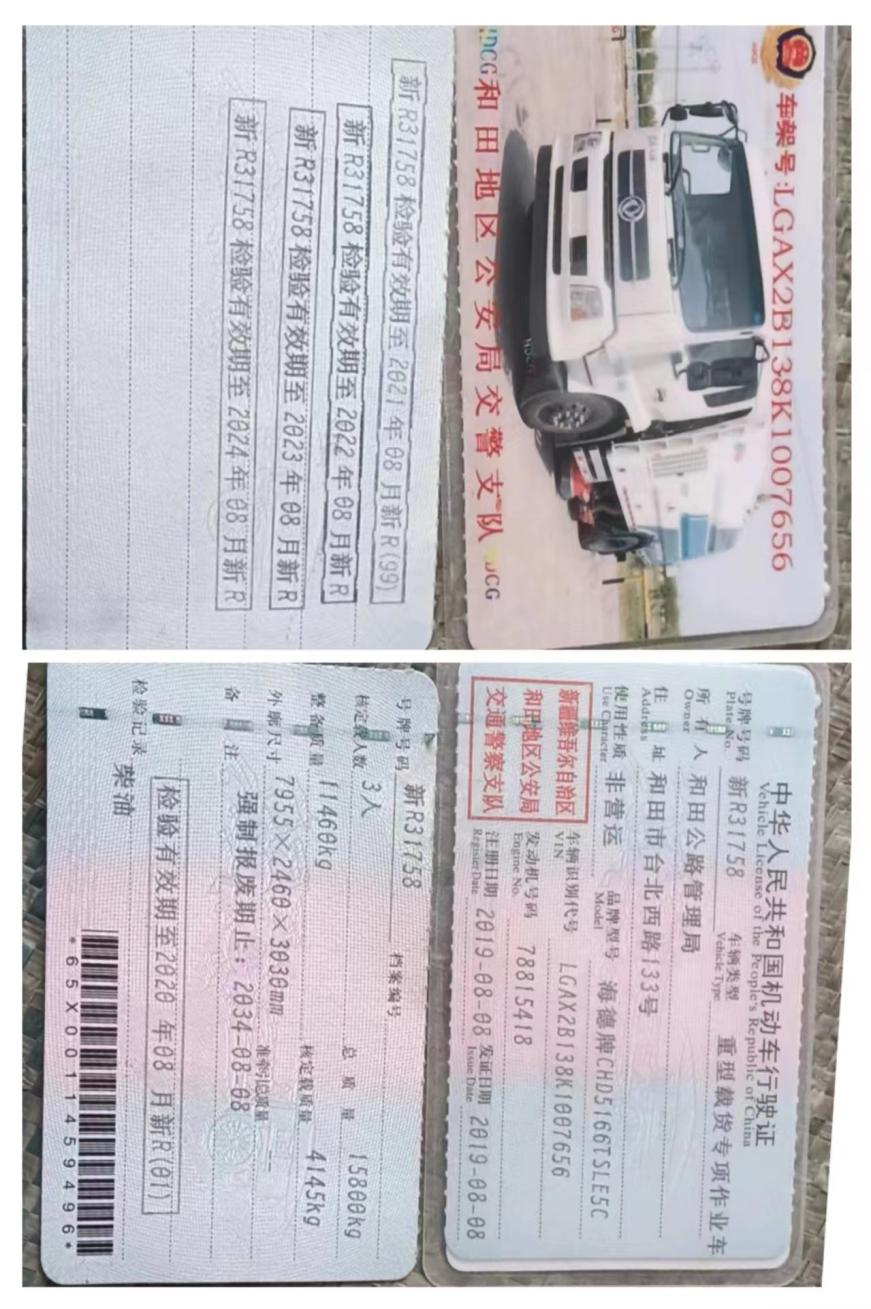 车架号:LGAX2B138K1007656
HDCG和田地区公安局交警支队
新R31758 检验有效期至2021年08月新R(99)
新R31758 检验有效期至2022年08月新R
新R31758 检验有效期至2023年08月新R
新R31758 检验有效期至2024年08月新R
中华人民共和国机动车行驶证
Vehicle License of the People's Republic of China
号牌号码 新R31758 车辆类型 重型载货专项作业车
Plate No. Vehicle Type
所有人 和田公路管理局
Owner
住址 和田市台北西路133号
Address
使用性质 非营运 品牌型号 海德牌CHD5166TSLE5C
Use Character Model
新疆维吾尔自治区
和田地区公安局
交通警察支队
车辆识别代号 LGAX2B138K1007656
VIN
发动机号码 78815418
Engine No.
注册日期 2019-08-08 发证日期 2019-08-08
Register Date Issue Date
号牌号码 新R31758 档案编号
核定载人数 3人 总质量 15800kg
整备质量 11460kg 核定载质量 4145kg
外廓尺寸 7955×2460×3030mm 准牵引总质量
备注 强制报废期止：2034-08-08
检验有效期至2020年08月新R(01)
检验记录 柴油
*65X0011459496*